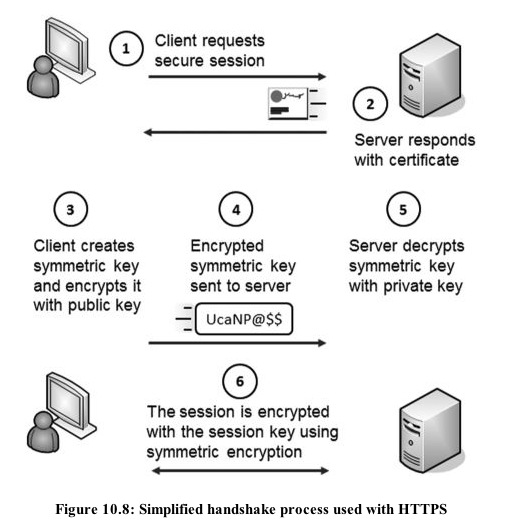 1
Client requests
secure session
2
Server responds
with certificate
3
Client creates
symmetric key
and encrypts it
with public key
4
Encrypted
symmetric key
sent to server
5
Server decrypts
symmetric key
with private key
UcaNP@$$
6
The session is encrypted
with the session key using
symmetric encryption
Figure 10.8: Simplified handshake process used with HTTPS